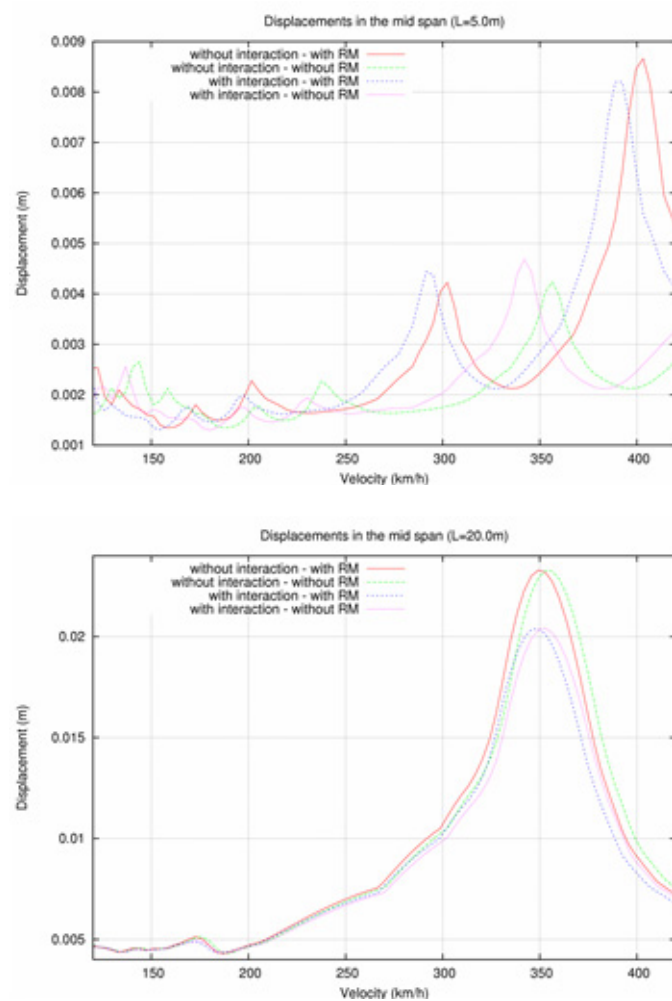 Displacements in the mid span (L=5.0m)
0.009
0.008
0.007
0.006
0.005
0.004
0.003
0.002
0.001
Displacement (m)
without interaction - with RM
without interaction - without RM
with interaction - with RM
with interaction - without RM
150 200 250 300 350 400
Velocity (km/h)
Displacements in the mid span (L=20.0m)
0.02
0.015
0.01
0.005
Displacement (m)
without interaction - with RM
without interaction - without RM
with interaction - with RM
with interaction - without RM
150 200 250 300 350 400
Velocity (km/h)